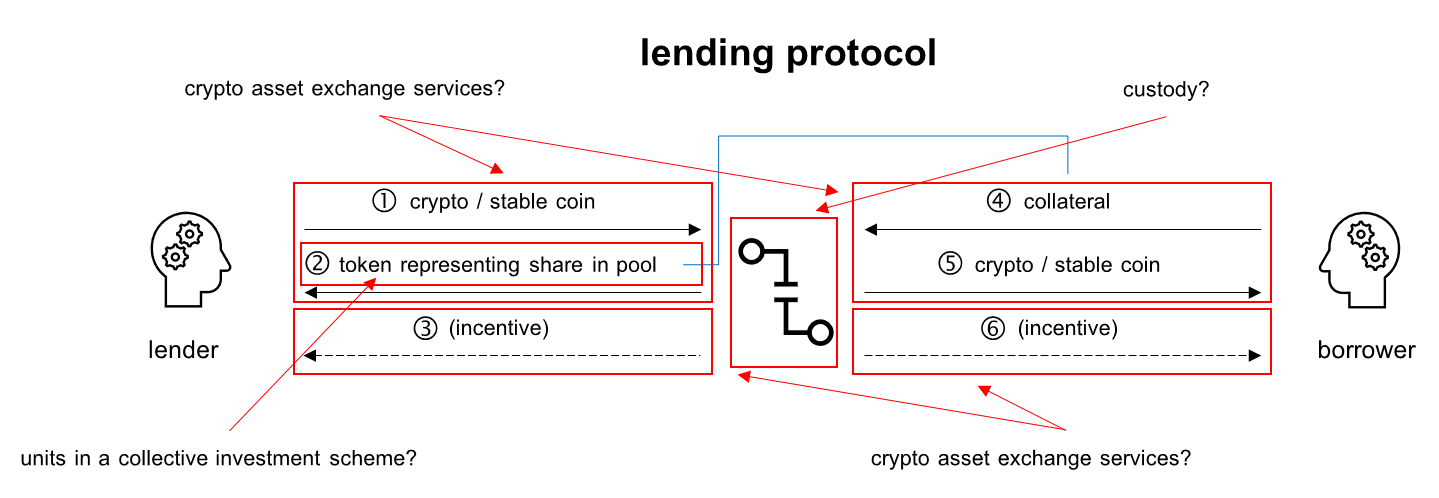 lending protocol
crypto asset exchange services?
custody?
① crypto / stable coin
④ collateral
② token representing share in pool
⑤ crypto / stable coin
③ (incentive)
⑥ (incentive)
lender
borrower
units in a collective investment scheme?
crypto asset exchange services?